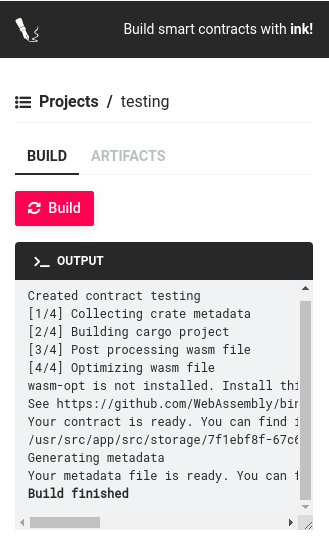 Build smart contracts with ink!
Projects / testing
BUILD ARTIFACTS
Build
OUTPUT
Created contract testing
[1/4] Collecting crate metadata
[2/4] Building cargo project
[3/4] Post processing wasm file
[4/4] Optimizing wasm file
wasm-opt is not installed. Install thi
See https://github.com/WebAssembly/bin
Your contract is ready. You can find i
/usr/src/app/src/storage/7f1ebf8f-67c6
Generating metadata
Your metadata file is ready. You can f
Build finished